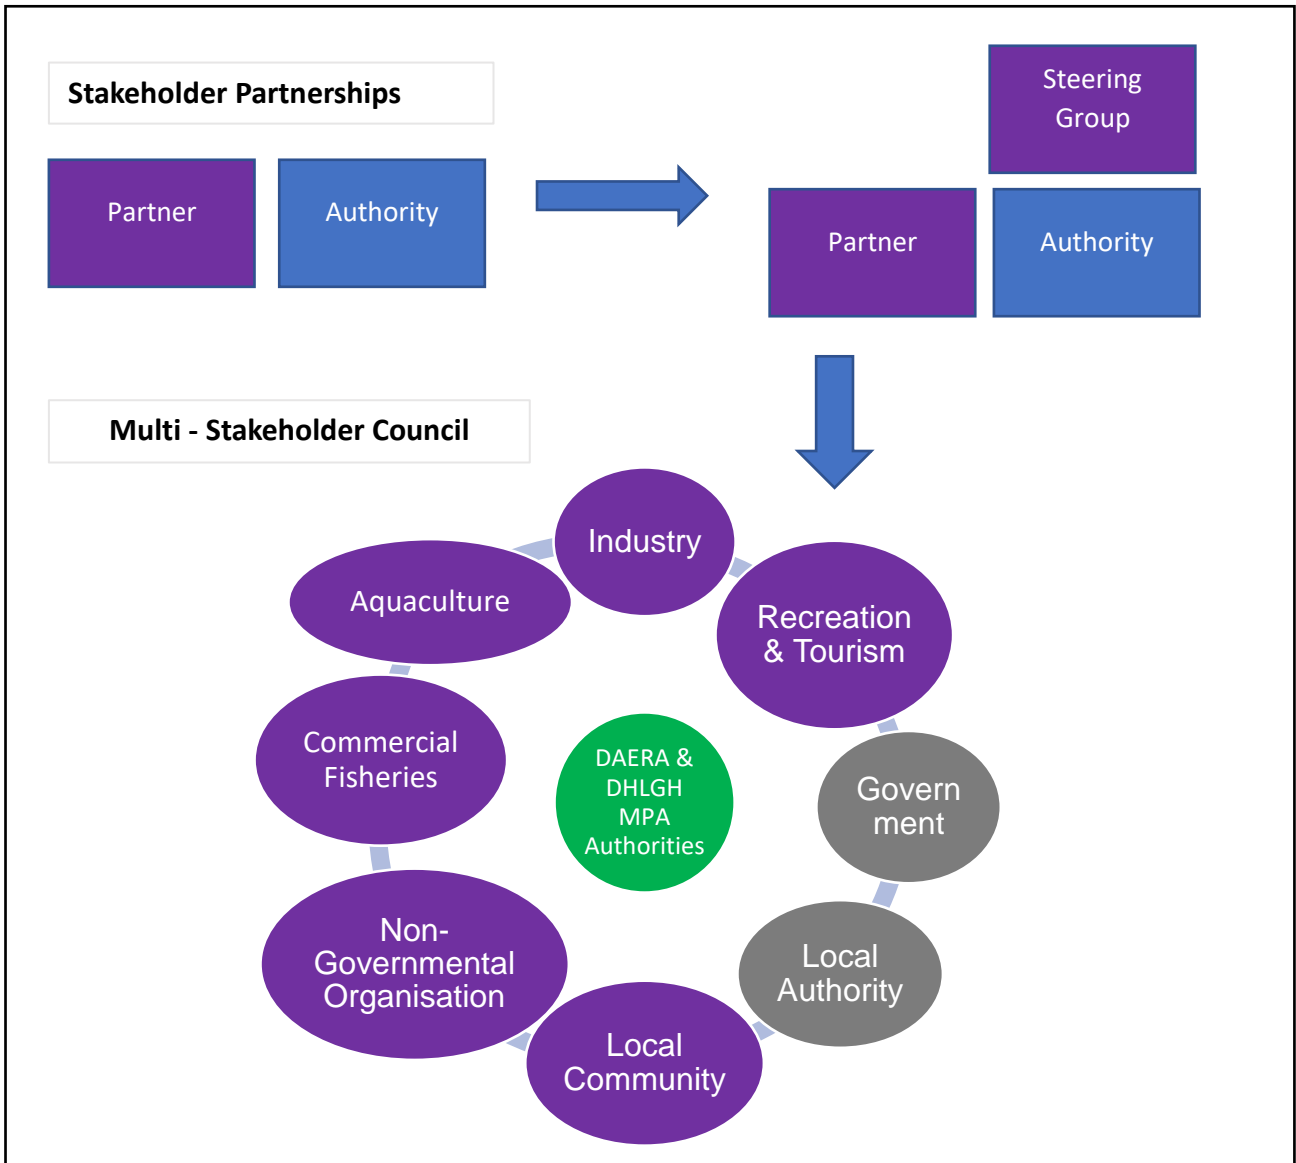 Stakeholder Partnerships
Steering
Group
Partner
Authority
Partner
Authority
Multi - Stakeholder Council
Industry
Aquaculture
Recreation
& Tourism
Commercial
Fisheries
DAERA &
DHLGH
MPA
Authorities
Govern
ment
Non-
Governmental
Organisation
Local
Authority
Local
Community